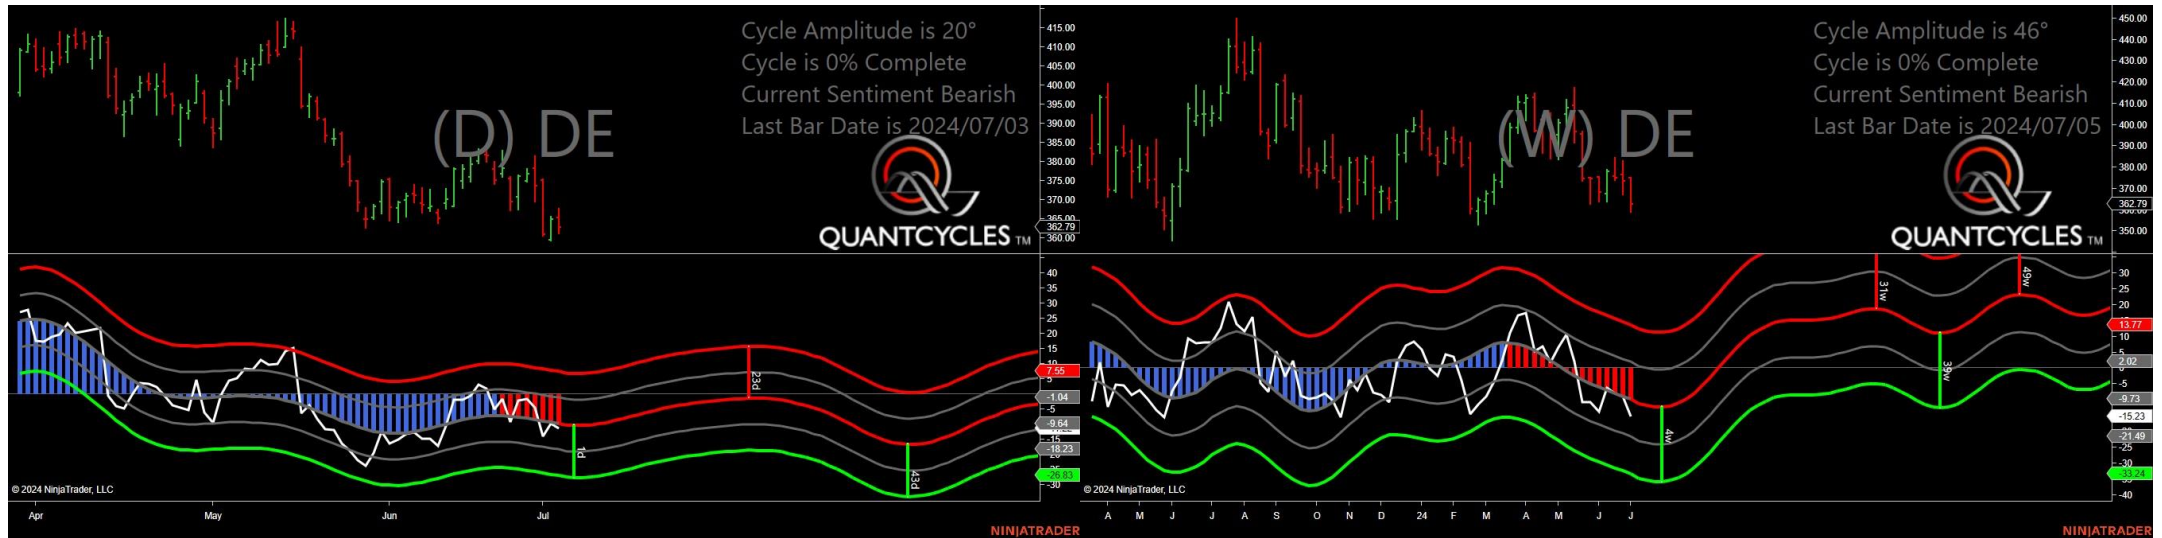 Cycle Amplitude is 20°
Cycle is 0% Complete
Current Sentiment Bearish
Last Bar Date is 2024/07/03
(D) DE
QUANTCYCLES TM
415.00
405.00
400.00
395.00
390.00
385.00
380.00
375.00
370.00
365.00
362.79
360.00
40
35
30
25
20
15
10
7.55
5
-1.04
-5
-9.64
-15
-18.23
-26.83
-30
1d
23d
43d
© 2024 NinjaTrader, LLC
Apr May Jun Jul
NINJATRADER
Cycle Amplitude is 46°
Cycle is 0% Complete
Current Sentiment Bearish
Last Bar Date is 2024/07/05
(W) DE
QUANTCYCLES TM
450.00
440.00
430.00
420.00
410.00
400.00
390.00
380.00
370.00
362.79
350.00
30
25
20
13.77
2.02
-5
-9.73
-15.23
-21.49
-25
-30
-33.24
-40
4w
31w
39w
49w
© 2024 NinjaTrader, LLC
A M J J A S O N D 24 F M A M J J
NINJATRADER